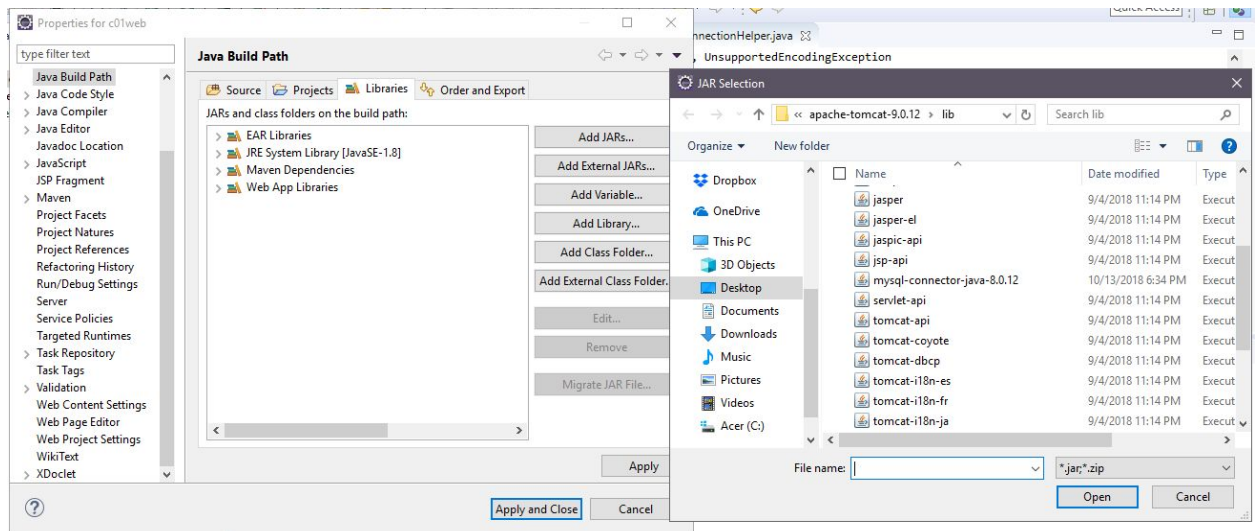 Properties for c01web
type filter text
Java Build Path
Java Code Style
Java Compiler
Java Editor
Javadoc Location
JavaScript
JSP Fragment
Maven
Project Facets
Project Natures
Project References
Refactoring History
Run/Debug Settings
Server
Service Policies
Targeted Runtimes
Task Repository
Task Tags
Validation
Web Content Settings
Web Page Editor
Web Project Settings
WikiText
XDoclet
Java Build Path
Source Projects Libraries Order and Export
JARs and class folders on the build path:
EAR Libraries
JRE System Library [JavaSE-1.8]
Maven Dependencies
Web App Libraries
Add JARs...
Add External JARs...
Add Variable...
Add Library...
Add Class Folder...
Add External Class Folder.
Edit...
Remove
Migrate JAR File...
Apply
Apply and Close Cancel
Quick Access
nnectionHelper.java
, UnsupportedEncodingException
JAR Selection
« apache-tomcat-9.0.12 › lib
Search lib
Organize New folder
Dropbox
OneDrive
This PC
3D Objects
Desktop
Documents
Downloads
Music
Pictures
Videos
Acer (C:)
Name Date modified Type
jasper 9/4/2018 11:14 PM Execut
jasper-el 9/4/2018 11:14 PM Execut
jaspic-api 9/4/2018 11:14 PM Execut
jsp-api 9/4/2018 11:14 PM Execut
mysql-connector-java-8.0.12 10/13/2018 6:34 PM Execut
servlet-api 9/4/2018 11:14 PM Execut
tomcat-api 9/4/2018 11:14 PM Execut
tomcat-coyote 9/4/2018 11:14 PM Execut
tomcat-dbcp 9/4/2018 11:14 PM Execut
tomcat-i18n-es 9/4/2018 11:14 PM Execut
tomcat-i18n-fr 9/4/2018 11:14 PM Execut
tomcat-i18n-ja 9/4/2018 11:14 PM Execut
File name: *.jar;*.zip
Open Cancel